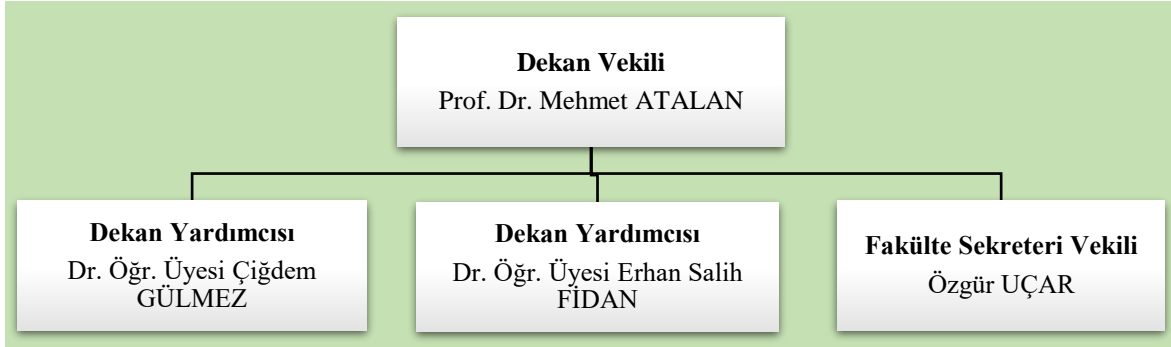 Dekan Vekili
Prof. Dr. Mehmet ATALAN
Dekan Yardımcısı
Dr. Öğr. Üyesi Çiğdem
GÜLMEZ
Dekan Yardımcısı
Dr. Öğr. Üyesi Erhan Salih
FİDAN
Fakülte Sekreteri Vekili
Özgür UÇAR